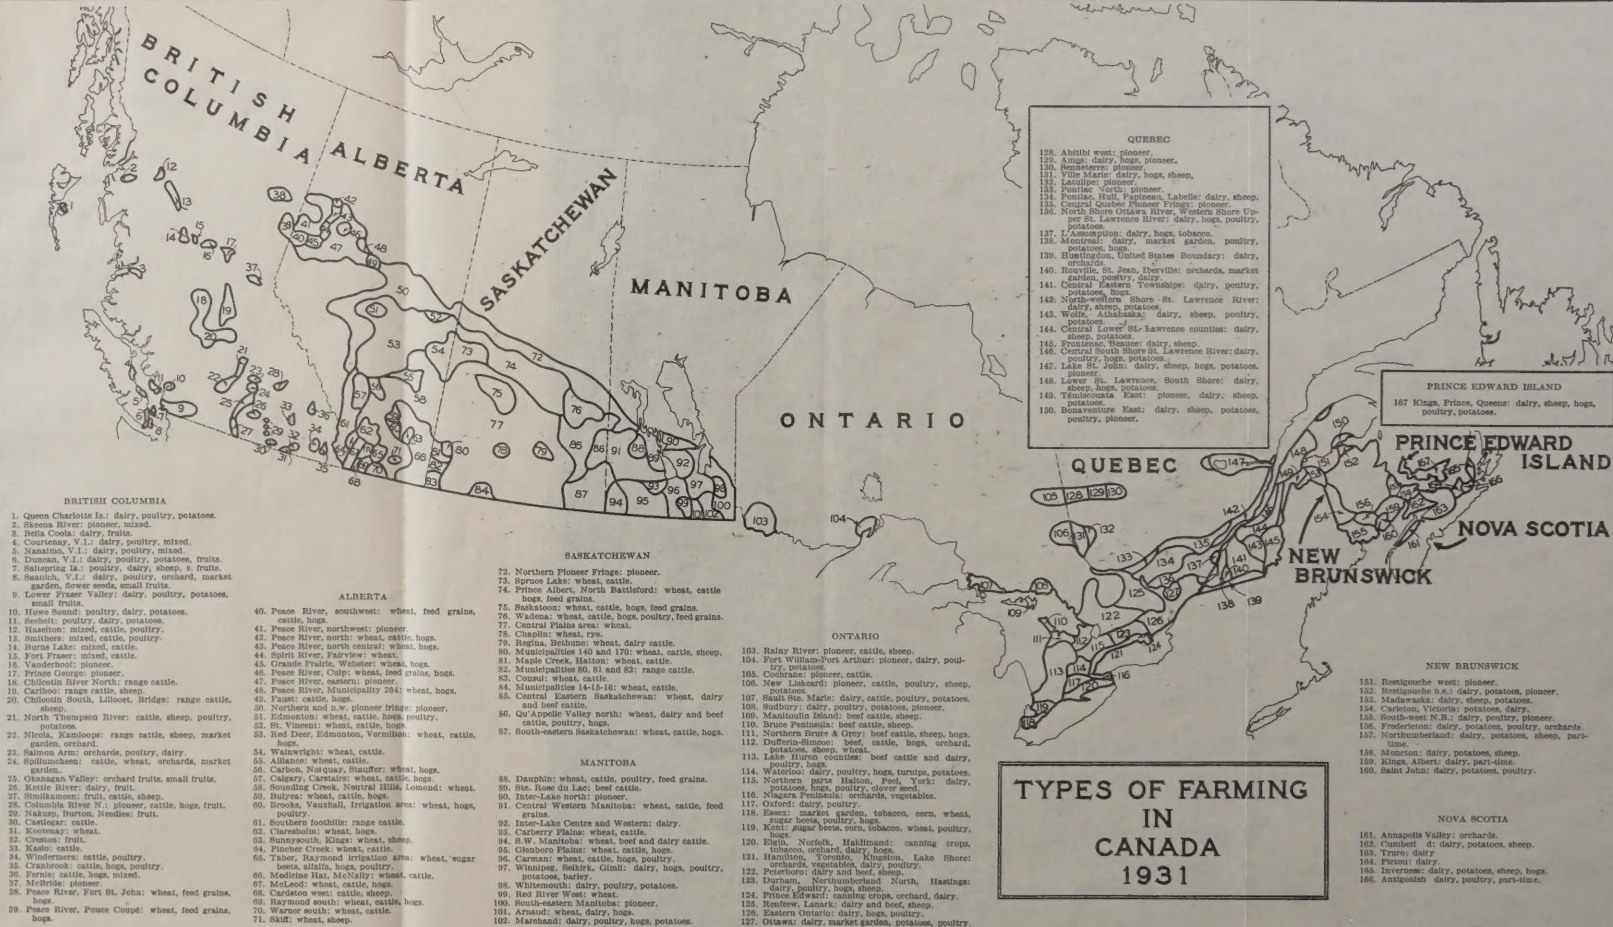 BRITISH
COLUMBIA
ALBERTA
SASKATCHEWAN
MANITOBA
ONTARIO
QUEBEC
PRINCE EDWARD
ISLAND
NOVA SCOTIA
NEW
BRUNSWICK
QUEBEC
128. Abitibi west: pioneer.
129. Amos: dairy, hogs, pioneer.
130. Senneterre: pioneer.
131. Ville Marie: dairy, hogs, sheep.
132. Latulipe: pioneer.
133. Pontiac North: pioneer.
134. Pontiac, Hull, Papineau, Labelle: dairy, sheep.
135. Central Quebec Pioneer Fringe: pioneer.
136. North Shore Ottawa River, Western Shore Up-
per St. Lawrence River: dairy, hogs, poultry,
potatoes.
137. L'Assomption: dairy, hogs, tobacco.
138. Montreal: dairy, market garden, poultry,
potatoes, hogs.
139. Huntingdon, United States Boundary: dairy,
orchards.
140. Rouville, St. Jean, Iberville: orchards, market
garden, poultry, dairy.
141. Central Eastern Townships: dairy, poultry,
potatoes, hogs.
142. North-western Shore St. Lawrence River:
dairy, sheep, potatoes.
143. Wolfe, Athabaska: dairy, sheep, poultry,
potatoes.
144. Central Lower St. Lawrence counties: dairy,
sheep, potatoes.
145. Frontenac, Beauce: dairy, sheep.
146. Central South Shore St. Lawrence River: dairy,
poultry, hogs, potatoes.
147. Lake St. John: dairy, sheep, hogs, potatoes,
pioneer.
148. Lower St. Lawrence, South Shore: dairy,
sheep, hogs, potatoes.
149. Témiscouata East: pioneer, dairy, sheep,
potatoes.
150. Bonaventure East: dairy, sheep, potatoes,
poultry, pioneer.
PRINCE EDWARD ISLAND
167 Kings, Prince, Queens: dairy, sheep, hogs,
poultry, potatoes.
BRITISH COLUMBIA
1. Queen Charlotte Is.: dairy, poultry, potatoes.
2. Skeena River: pioneer, mixed.
3. Bella Coola: dairy, fruits.
4. Courtenay, V.I.: dairy, poultry, mixed.
5. Nanaimo, V.I.: dairy, poultry, mixed.
6. Duncan, V.I.: dairy, poultry, potatoes, fruits.
7. Saltspring Is.: poultry, dairy, sheep, s. fruits.
8. Saanich, V.I.: dairy, poultry, orchard, market
garden, flower seeds, small fruits.
9. Lower Fraser Valley: dairy, poultry, potatoes,
small fruits.
10. Howe Sound: poultry, dairy, potatoes.
11. Sechelt: poultry, dairy, potatoes.
12. Hazelton: mixed, cattle, poultry.
13. Smithers: mixed, cattle, poultry.
14. Burns Lake: mixed, cattle.
15. Fort Fraser: mixed, cattle.
16. Vanderhoof: pioneer.
17. Prince George: pioneer.
18. Chilcotin River North: range cattle.
19. Cariboo: range cattle, sheep.
20. Chilcotin South, Lillooet, Bridge: range cattle,
sheep.
21. North Thompson River: cattle, sheep, poultry,
potatoes.
22. Nicola, Kamloops: range cattle, sheep, market
garden, orchard.
23. Salmon Arm: orchards, poultry, dairy.
24. Spillumcheen: cattle, wheat, orchards, market
garden.
25. Okanagan Valley: orchard fruits, small fruits.
26. Kettle River: dairy, fruit.
27. Similkameen: fruit, cattle, sheep.
28. Columbia River N.: pioneer, cattle, hogs, fruit.
29. Nakusp, Burton, Needles: fruit.
30. Castlegar: cattle.
31. Kootenay: wheat.
32. Creston: fruit.
33. Kaslo: cattle.
34. Windermere: cattle, poultry.
35. Cranbrook: cattle, hogs, poultry.
36. Fernie: cattle, hogs, mixed.
37. McBride: pioneer.
38. Peace River, Fort St. John: wheat, feed grains,
hogs.
39. Peace River, Pouce Coupé: wheat, feed grains,
hogs.
ALBERTA
40. Peace River, southwest: wheat, feed grains,
cattle, hogs.
41. Peace River, northwest: pioneer.
42. Peace River, north: wheat, cattle, hogs.
43. Peace River, north central: wheat, hogs.
44. Spirit River, Fairview: wheat.
45. Grande Prairie, Webster: wheat, hogs.
46. Peace River, Culp: wheat, feed grains, hogs.
47. Peace River, eastern: pioneer.
48. Peace River, Municipality 264: wheat, hogs.
49. Faust: cattle, hogs.
50. Northern and n.w. pioneer fringe: pioneer.
51. Edmonton: wheat, cattle, hogs, poultry.
52. St. Vincent: wheat, cattle, hogs.
53. Red Deer, Edmonton, Vermilion: wheat, cattle,
hogs.
54. Wainwright: wheat, cattle.
55. Alliance: wheat, cattle.
56. Carbon, Norquay, Stauffer: wheat, hogs.
57. Calgary, Carstairs: wheat, cattle, hogs.
58. Sounding Creek, Neutral Hills, Lomond: wheat.
59. Bulyea: wheat, cattle, hogs.
60. Brooks, Vauxhall, Irrigation area: wheat, hogs,
poultry.
61. Southern foothills: range cattle.
62. Claresholm: wheat, hogs.
63. Sunnysouth, Kings: wheat, sheep.
64. Pincher Creek: wheat, cattle.
65. Taber, Raymond irrigation area: wheat, sugar
beets, alfalfa, hogs, poultry.
66. Medicine Hat, McNally: wheat, cattle.
67. McLeod: wheat, cattle, hogs.
68. Cardston west: cattle, sheep.
69. Raymond south: wheat, cattle, hogs.
70. Warner south: wheat, cattle.
71. Skiff: wheat, sheep.
SASKATCHEWAN
72. Northern Pioneer Fringe: pioneer.
73. Spruce Lake: wheat, cattle.
74. Prince Albert, North Battleford: wheat, cattle
hogs, feed grains.
75. Saskatoon: wheat, cattle, hogs, feed grains.
76. Wadena: wheat, cattle, hogs, poultry, feed grains.
77. Central Plains area: wheat.
78. Chaplin: wheat, rye.
79. Regina, Bethune: wheat, dairy cattle.
80. Municipalities 140 and 170: wheat, cattle, sheep.
81. Maple Creek, Hatton: wheat, cattle.
82. Municipalities 80, 81 and 82: range cattle.
83. Consul: wheat, cattle.
84. Municipalities 14-15-16: wheat, cattle.
85. Central Eastern Saskatchewan: wheat, dairy
and beef cattle.
86. Qu'Appelle Valley north: wheat, dairy and beef
cattle, poultry, hogs.
87. South-eastern Saskatchewan: wheat, cattle, hogs.
MANITOBA
88. Dauphin: wheat, cattle, poultry, feed grains.
89. Ste. Rose du Lac: beef cattle.
90. Inter-Lake north: pioneer.
91. Central Western Manitoba: wheat, cattle, feed
grains.
92. Inter-Lake Centre and Western: dairy.
93. Carberry Plains: wheat, cattle.
94. S.W. Manitoba: wheat, beef and dairy cattle.
95. Glenboro Plains: wheat, cattle, hogs.
96. Carman: wheat, cattle, hogs, poultry.
97. Winnipeg, Selkirk, Gimli: dairy, hogs, poultry,
potatoes, barley.
98. Whitemouth: dairy, poultry, potatoes.
99. Red River West: wheat.
100. South-eastern Manitoba: pioneer.
101. Arnaud: wheat, dairy, hogs.
102. Marchand: dairy, poultry, hogs, potatoes.
ONTARIO
103. Rainy River: pioneer, cattle, sheep.
104. Fort William-Port Arthur: pioneer, dairy, poul-
try, potatoes.
105. Cochrane: pioneer, cattle.
106. New Liskeard: pioneer, cattle, poultry, sheep,
potatoes.
107. Sault Ste. Marie: dairy, cattle, poultry, potatoes.
108. Sudbury: dairy, potatoes, pioneer.
109. Manitoulin Island: beef cattle, sheep.
110. Bruce Peninsula: beef cattle, sheep.
111. Northern Bruce & Grey: beef cattle, sheep, hogs.
112. Dufferin-Simcoe: beef, cattle, hogs, orchard,
potatoes, sheep, wheat.
113. Lake Huron counties: beef cattle and dairy,
poultry, hogs.
114. Waterloo: dairy, poultry, hogs, turnips, potatoes.
115. Northern parts Halton, Peel, York: dairy,
potatoes, hogs, poultry, clover seed.
116. Niagara Peninsula: orchards, vegetables.
117. Oxford: dairy, poultry.
118. Essex: market garden, tobacco, corn, wheat,
sugar beets, poultry, hogs.
119. Kent: sugar beets, corn, tobacco, wheat, poultry,
hogs.
120. Elgin, Norfolk, Haldimand: canning crops,
tobacco, orchard, dairy, hogs.
121. Hamilton, Toronto, Kingston, Lake Shore:
orchards, vegetables, dairy, poultry.
122. Peterboro: dairy and beef, sheep.
123. Durham, Northumberland North, Hastings:
dairy, poultry, hogs, sheep.
124. Prince Edward: canning crops, orchard, dairy.
125. Renfrew, Lanark: dairy and beef, sheep.
126. Eastern Ontario: dairy, hogs, poultry.
127. Ottawa: dairy, market garden, potatoes, poultry.
TYPES OF FARMING
IN
CANADA
1931
NEW BRUNSWICK
151. Restigouche west: pioneer.
152. Restigouche n.e.: dairy, potatoes, pioneer.
153. Madawaska: dairy, sheep, potatoes.
154. Carleton, Victoria: potatoes, dairy.
155. South-west N.B.: dairy, poultry, pioneer.
156. Fredericton: dairy, potatoes, poultry, orchards.
157. Northumberland: dairy, potatoes, sheep, part-
time.
158. Moncton: dairy, potatoes, sheep.
159. Kings, Albert: dairy, part-time.
160. Saint John: dairy, potatoes, poultry.
NOVA SCOTIA
161. Annapolis Valley: orchards.
162. Cumberl d: dairy, potatoes, sheep.
163. Truro: dairy
164. Pictou: dairy.
165. Inverness: dairy, potatoes, sheep, hogs.
166. Antigonish dairy, poultry, part-time.